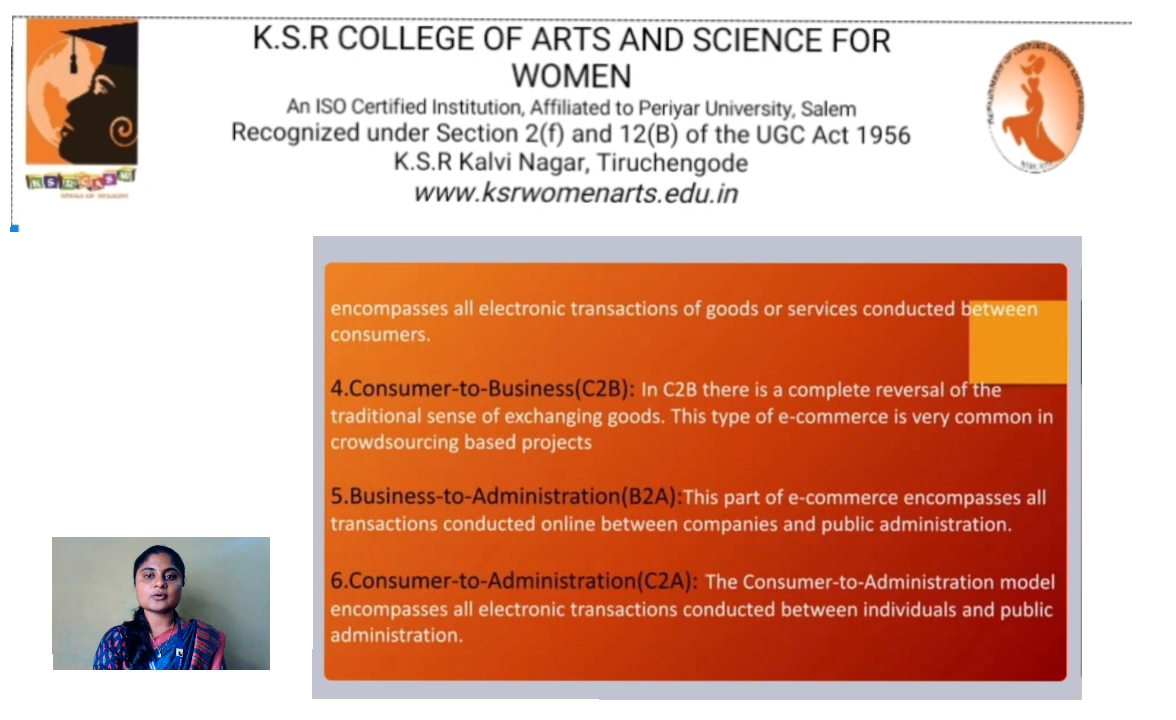 K.S.R COLLEGE OF ARTS AND SCIENCE FOR
WOMEN
An ISO Certified Institution, Affiliated to Periyar University, Salem
Recognized under Section 2(f) and 12(B) of the UGC Act 1956
K.S.R Kalvi Nagar, Tiruchengode
www.ksrwomenarts.edu.in
KSRCASW
encompasses all electronic transactions of goods or services conducted between
consumers.
4.Consumer-to-Business(C2B): In C2B there is a complete reversal of the
traditional sense of exchanging goods. This type of e-commerce is very common in
crowdsourcing based projects
5.Business-to-Administration(B2A):This part of e-commerce encompasses all
transactions conducted online between companies and public administration.
6.Consumer-to-Administration(C2A): The Consumer-to-Administration model
encompasses all electronic transactions conducted between individuals and public
administration.